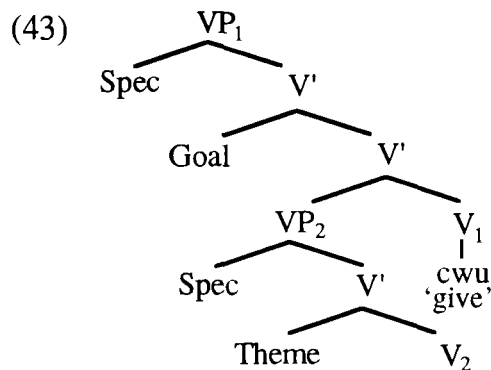 (43) VP₁
Spec V'
Goal V'
VP₂ V₁
Spec V' cwu
'give'
Theme V₂